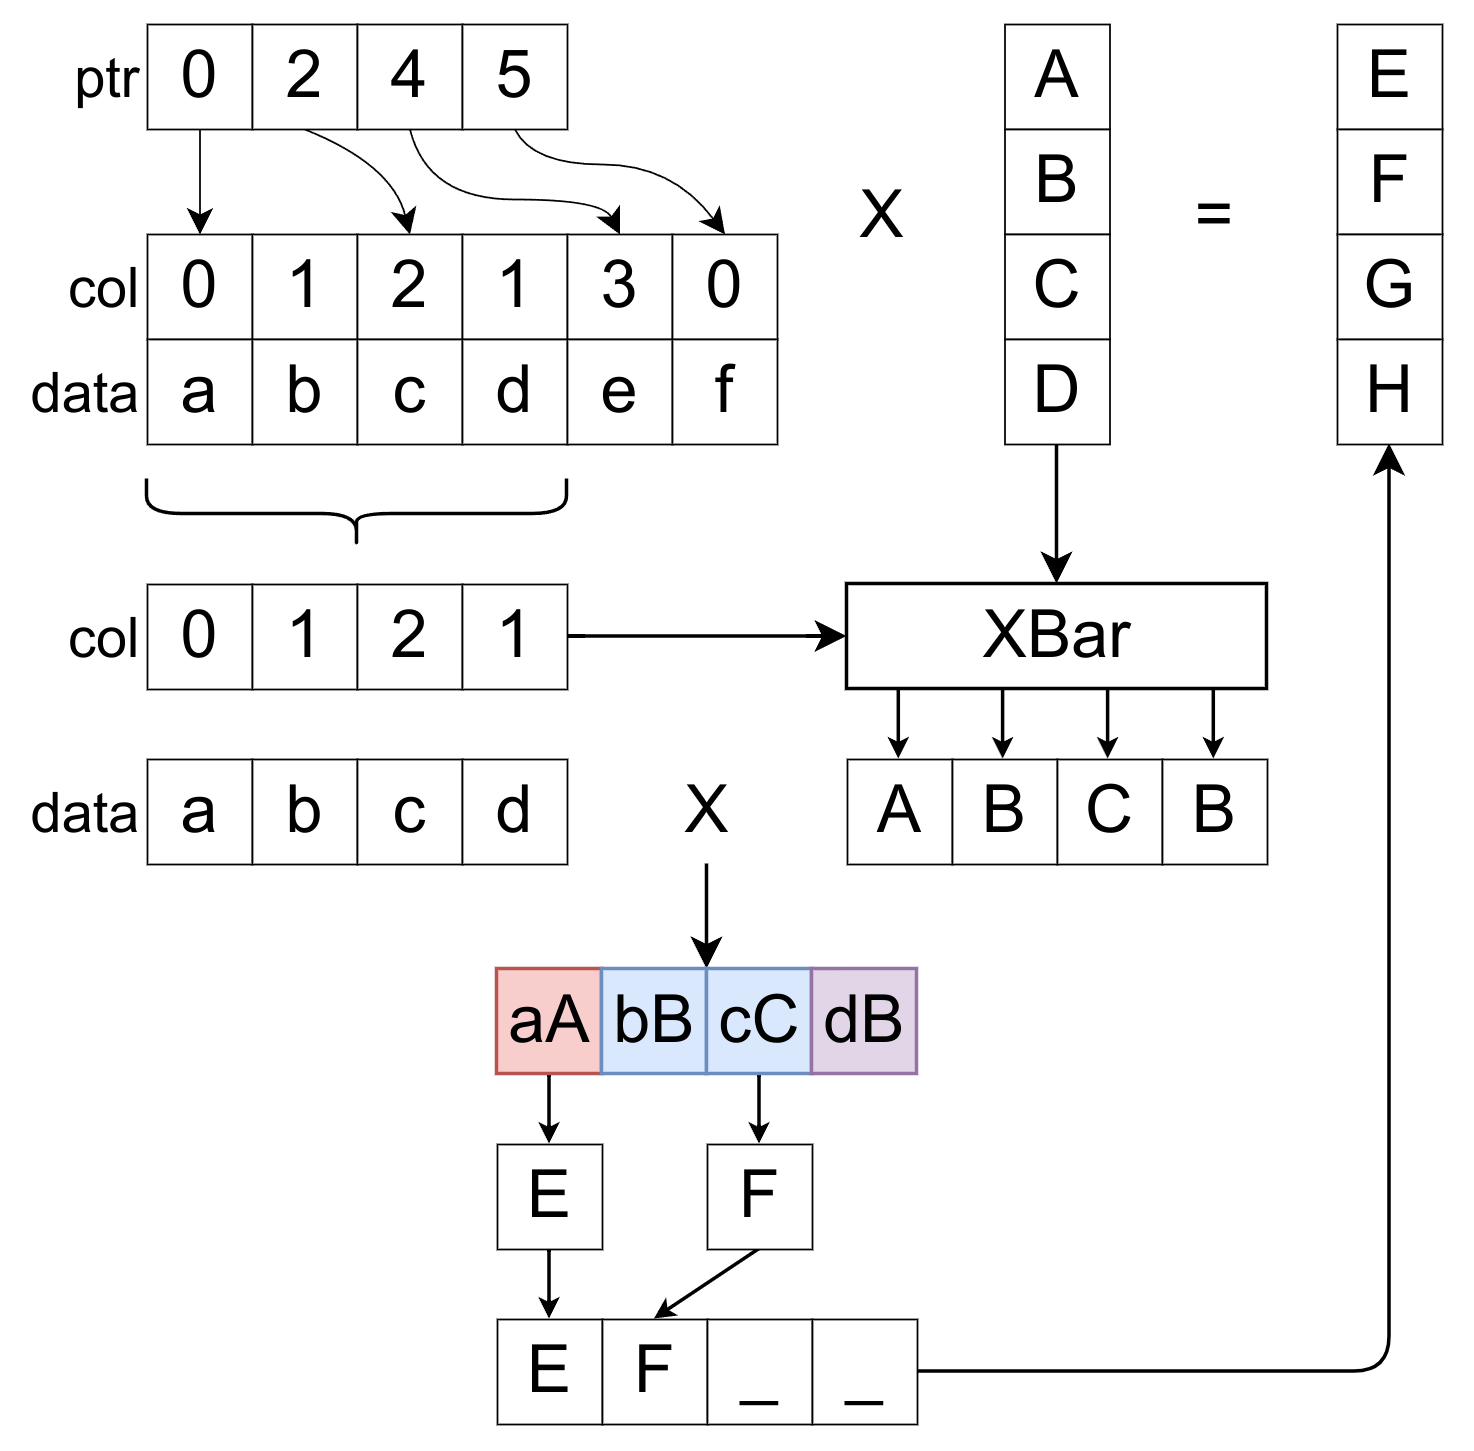 ptr 0 2 4 5
col 0 1 2 1 3 0
data a b c d e f
X
A
B
C
D
=
E
F
G
H
col 0 1 2 1
XBar
data a b c d
X
A B C B
aA bB cC dB
E F
E F _ _